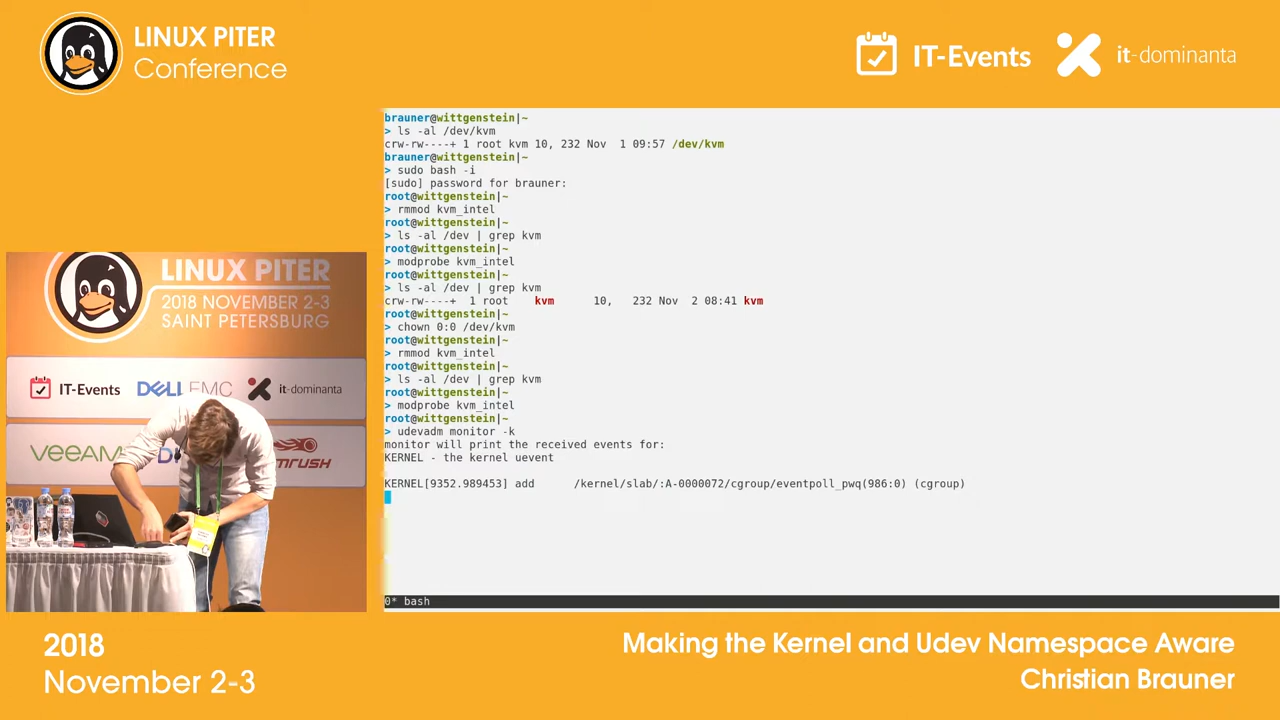 LINUX PITER
Conference
IT-Events
it-dominanta
brauner@wittgenstein|~
> ls -al /dev/kvm
crw-rw----+ 1 root kvm 10, 232 Nov  1 09:57 /dev/kvm
brauner@wittgenstein|~
> sudo bash -i
[sudo] password for brauner:
root@wittgenstein|~
> rmmod kvm_intel
root@wittgenstein|~
> ls -al /dev | grep kvm
root@wittgenstein|~
> modprobe kvm_intel
root@wittgenstein|~
> ls -al /dev | grep kvm
crw-rw----+  1 root    kvm      10,   232 Nov  2 08:41 kvm
root@wittgenstein|~
> chown 0:0 /dev/kvm
root@wittgenstein|~
> rmmod kvm_intel
root@wittgenstein|~
> ls -al /dev | grep kvm
root@wittgenstein|~
> modprobe kvm_intel
root@wittgenstein|~
> udevadm monitor -k
monitor will print the received events for:
KERNEL - the kernel uevent
KERNEL[9352.989453] add      /kernel/slab/:A-0000072/cgroup/eventpoll_pwq(986:0) (cgroup)
0* bash
LINUX PITER
2018 NOVEMBER 2-3
SAINT PETERSBURG
IT-Events
DELL EMC
it-dominanta
VEEAM
2018
November 2-3
Making the Kernel and Udev Namespace Aware
Christian Brauner